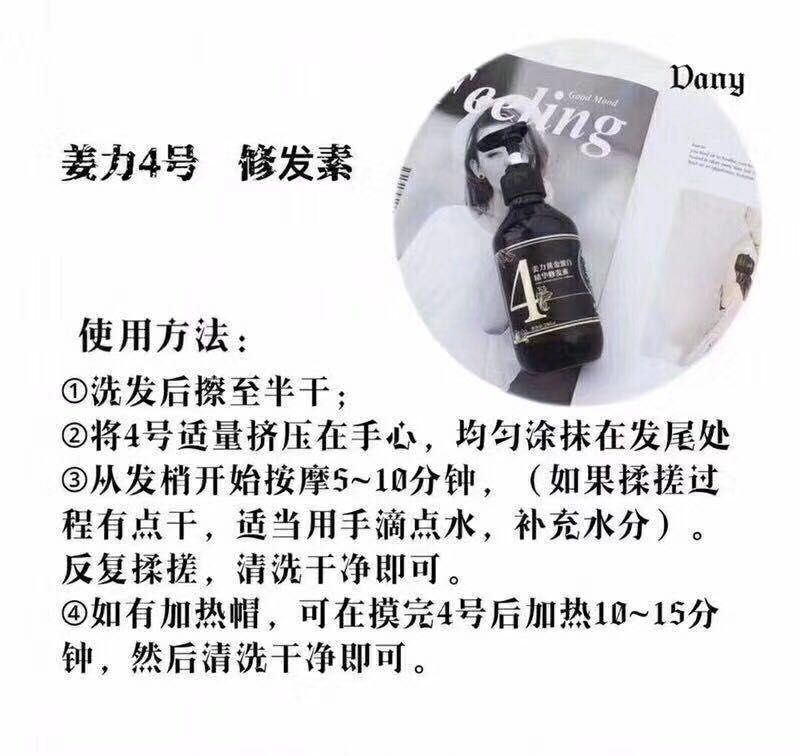 Dany
Feeling
Good Mood
姜力4号 修发素
4
使用方法：
①洗发后擦至半干；
②将4号适量挤压在手心，均匀涂抹在发尾处
③从发梢开始按摩5~10分钟，（如果揉搓过
程有点干，适当用手滴点水，补充水分）。
反复揉搓，清洗干净即可。
④如有加热帽，可在摸完4号后加热10~15分
钟，然后清洗干净即可。